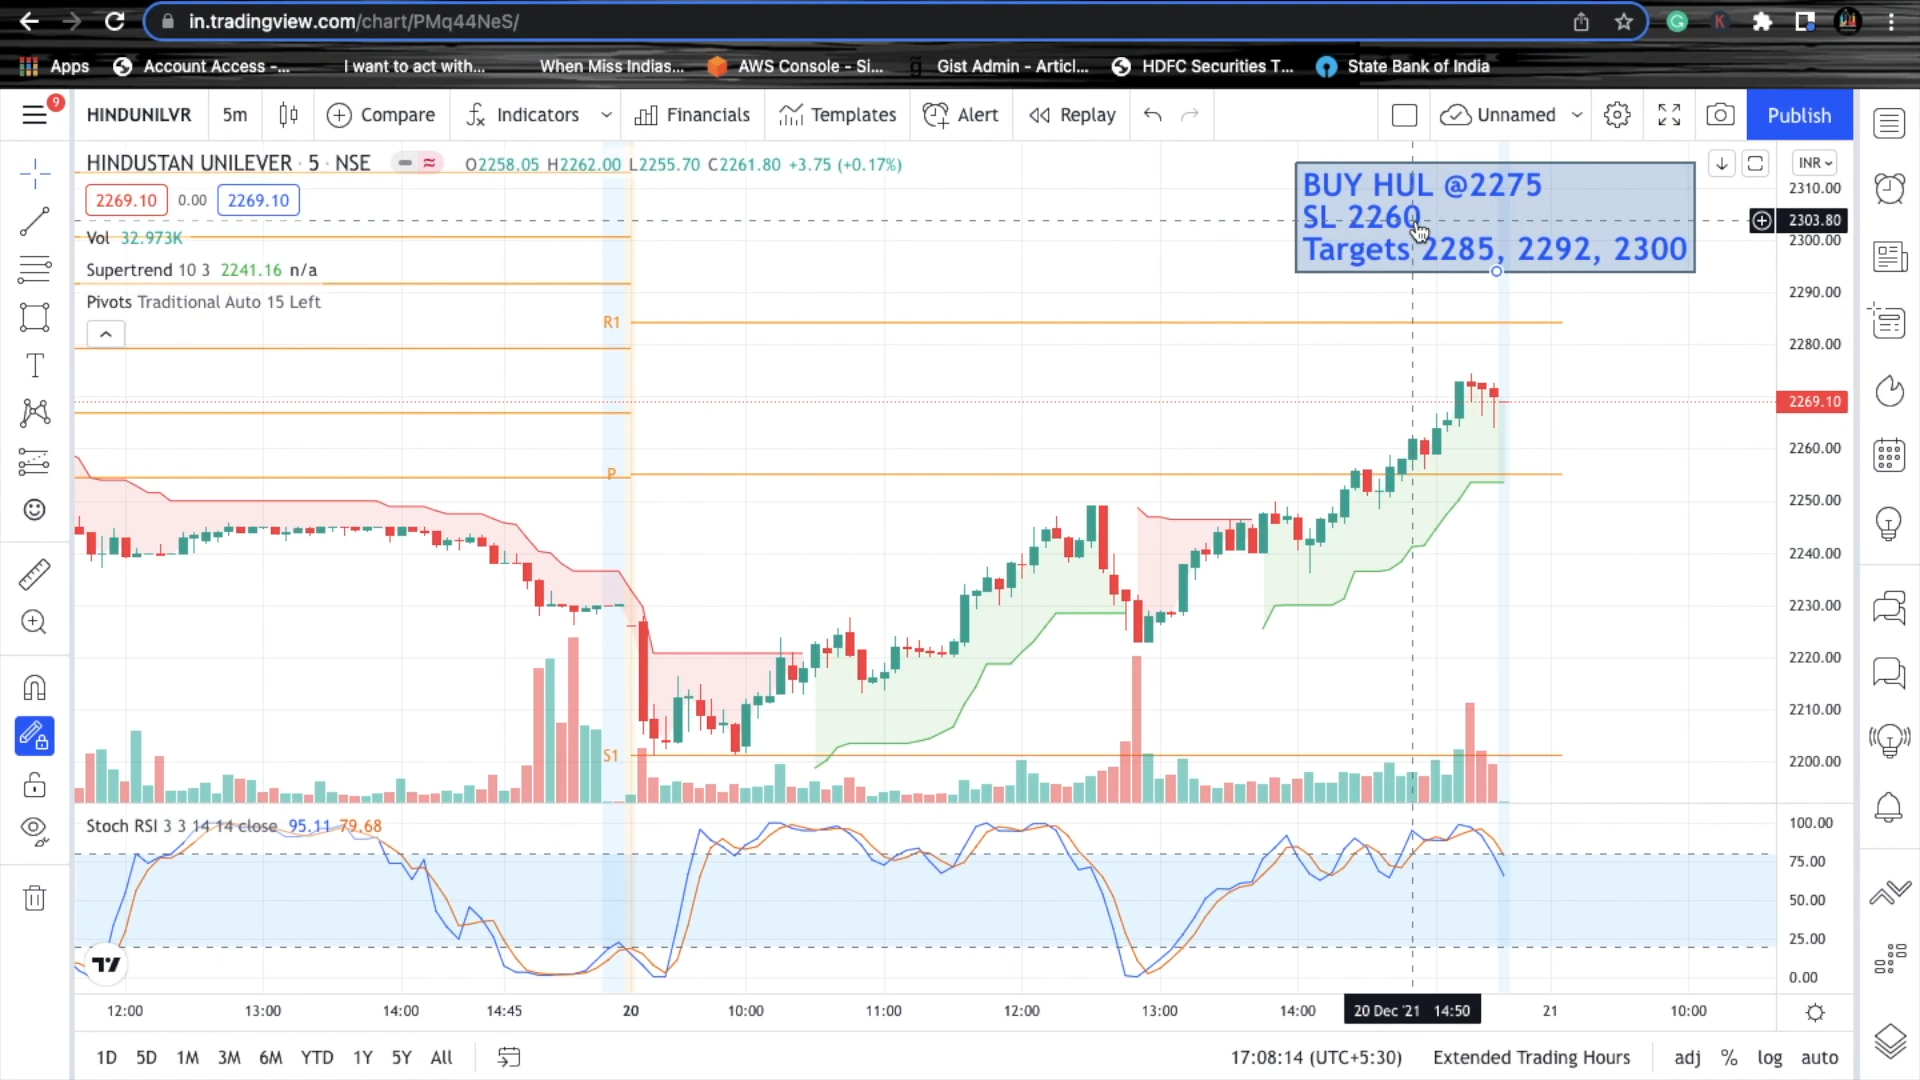 in.tradingview.com/chart/PMq44NeS/
Apps
Account Access -...
I want to act with...
When Miss Indias...
AWS Console - Si...
Gist Admin - Articl...
HDFC Securities T...
State Bank of India
9
HINDUNILVR
5m
Compare
Indicators
Financials
Templates
Alert
Replay
Unnamed
Publish
HINDUSTAN UNILEVER · 5 · NSE
O2258.05 H2262.00 L2255.70 C2261.80 +3.75 (+0.17%)
2269.10 0.00 2269.10
Vol 32.973K
Supertrend 10 3 2241.16 n/a
Pivots Traditional Auto 15 Left
BUY HUL @2275
SL 2260
Targets 2285, 2292, 2300
INR
2310.00
2303.80
2300.00
2290.00
2280.00
2269.10
2260.00
2250.00
2240.00
2230.00
2220.00
2210.00
2200.00
R1
P
S1
Stoch RSI 3 3 14 14 close 95.11 79.68
100.00
75.00
50.00
25.00
0.00
12:00
13:00
14:00
14:45
20
10:00
11:00
12:00
13:00
14:00
20 Dec '21 14:50
21
10:00
1D 5D 1M 3M 6M YTD 1Y 5Y All
17:08:14 (UTC+5:30)
Extended Trading Hours
adj % log auto